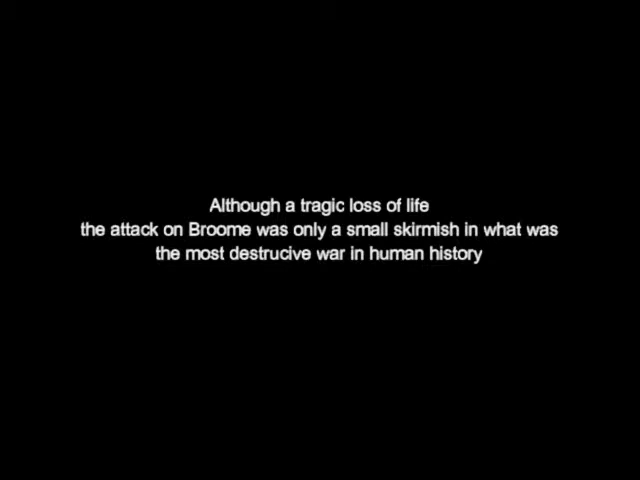 Although a tragic loss of life
the attack on Broome was only a small skirmish in what was
the most destrucive war in human history